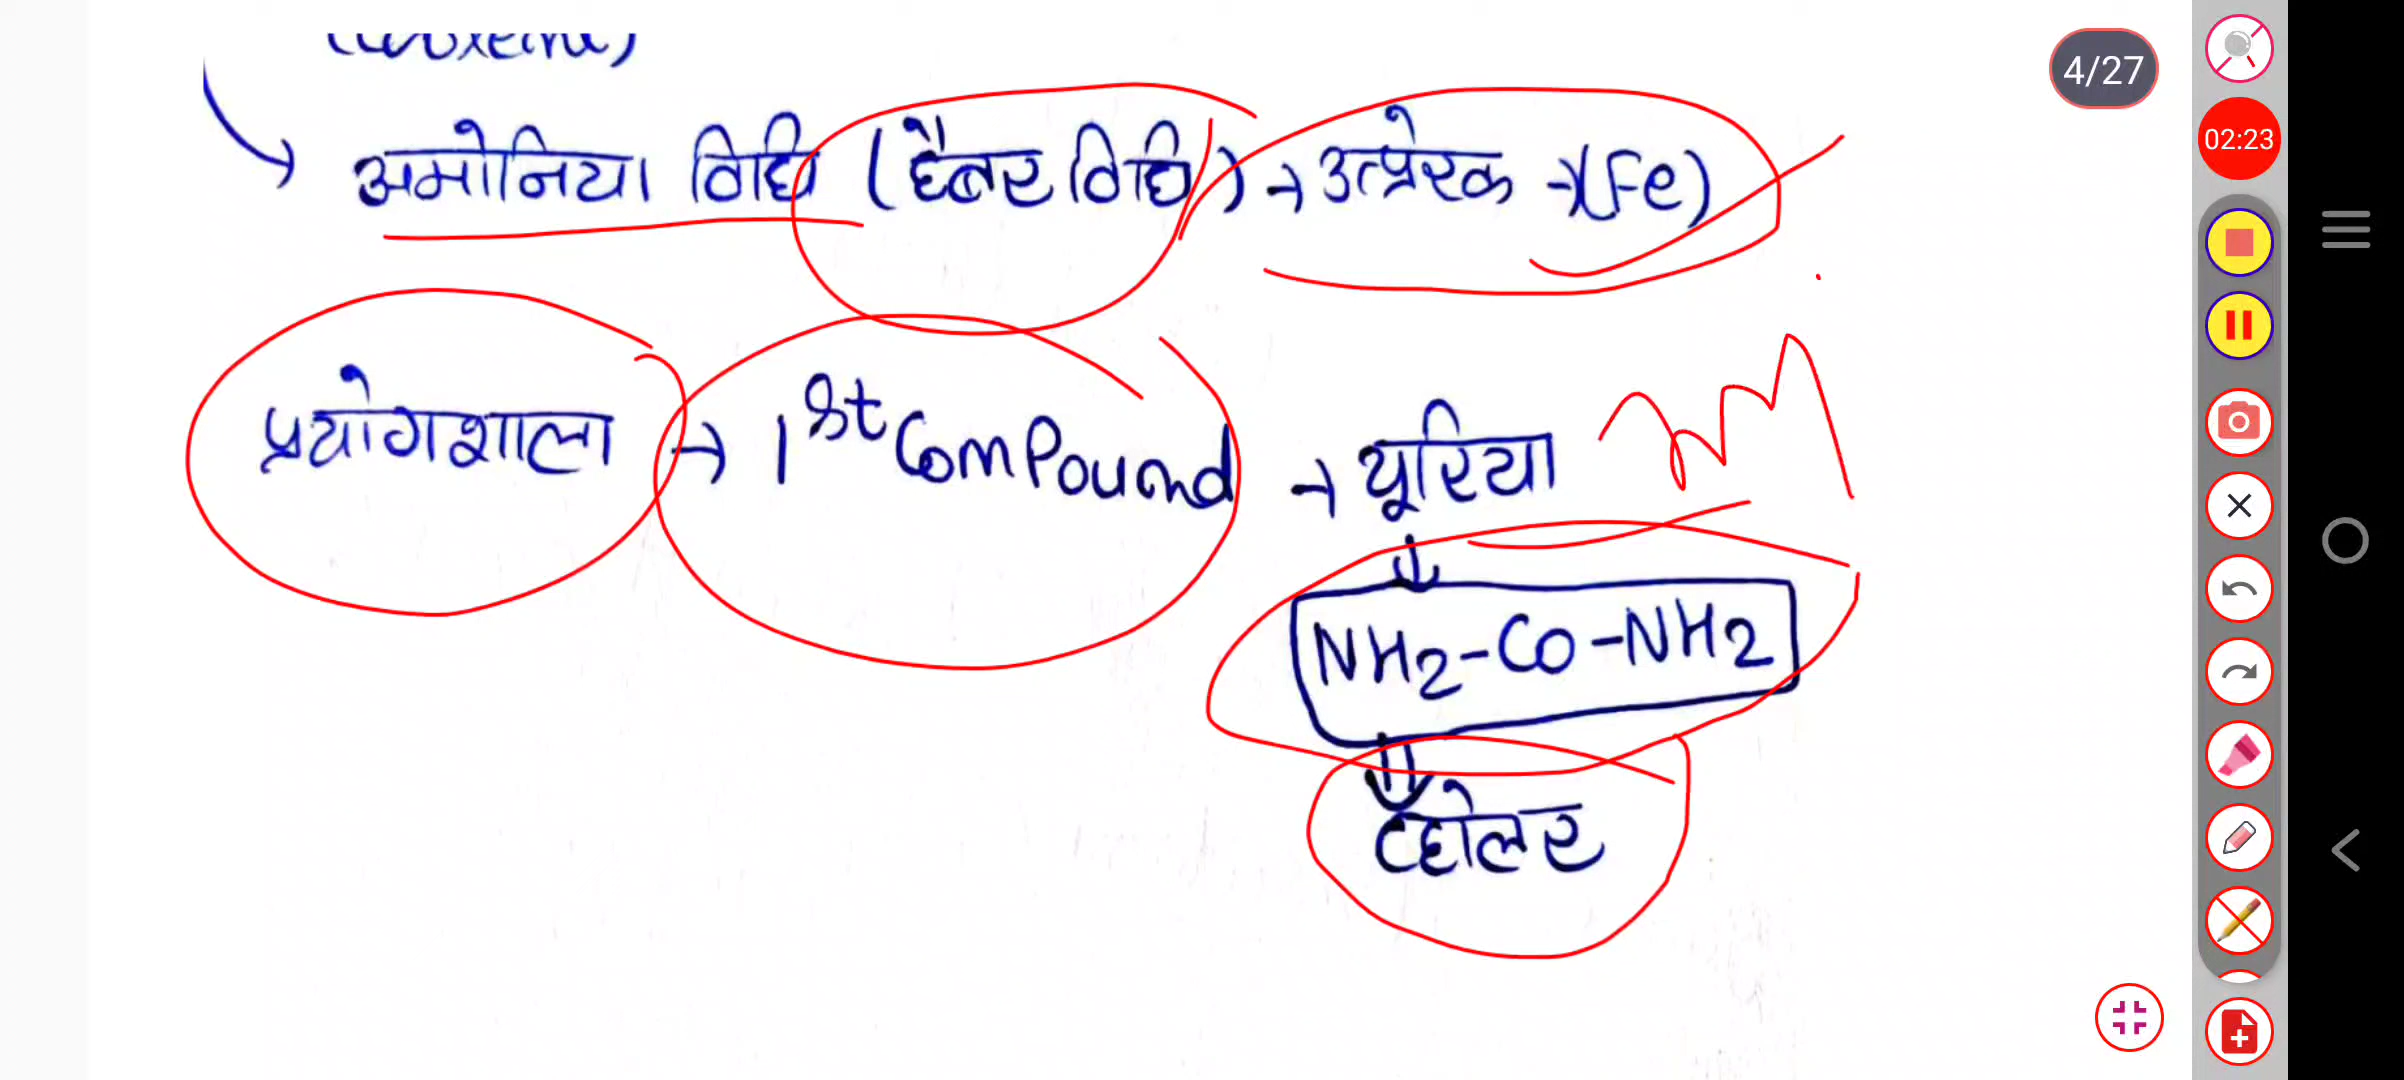 4/27
02:23
→ अमोनिया विधि (हैबर विधि) → उत्प्रेरक → (Fe)
प्रयोगशाला → 1st Compound → यूरिया
NH2-CO-NH2
व्होलर